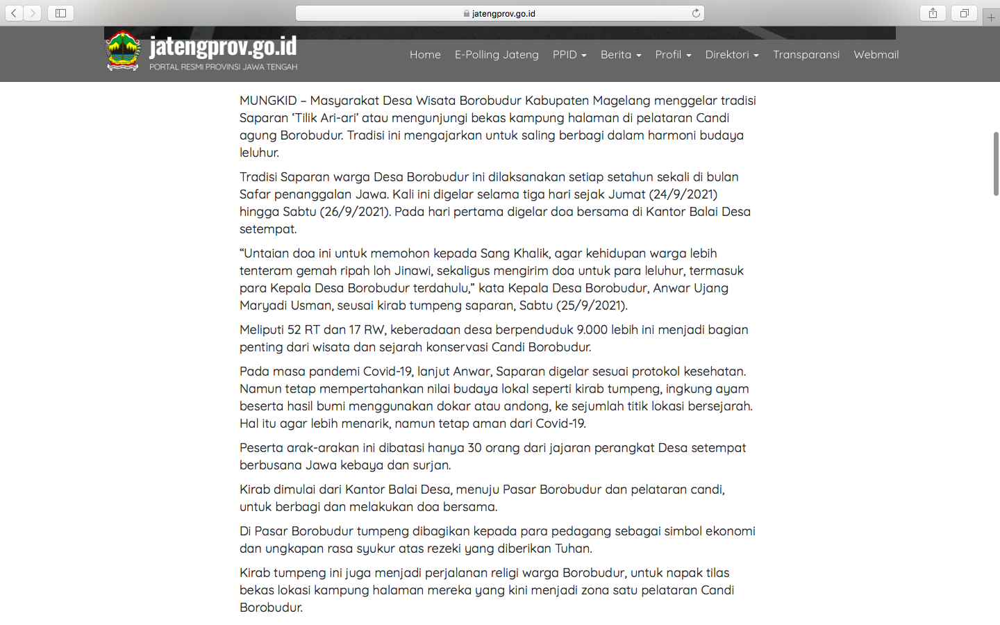 jatengprov.go.id
jatengprov.go.id
PORTAL RESMI PROVINSI JAWA TENGAH
Home E-Polling Jateng PPID Berita Profil Direktori Transparansi Webmail
MUNGKID – Masyarakat Desa Wisata Borobudur Kabupaten Magelang menggelar tradisi
Saparan ‘Tilik Ari-ari’ atau mengunjungi bekas kampung halaman di pelataran Candi
agung Borobudur. Tradisi ini mengajarkan untuk saling berbagi dalam harmoni budaya
leluhur.
Tradisi Saparan warga Desa Borobudur ini dilaksanakan setiap setahun sekali di bulan
Safar penanggalan Jawa. Kali ini digelar selama tiga hari sejak Jumat (24/9/2021)
hingga Sabtu (26/9/2021). Pada hari pertama digelar doa bersama di Kantor Balai Desa
setempat.
“Untaian doa ini untuk memohon kepada Sang Khalik, agar kehidupan warga lebih
tenteram gemah ripah loh Jinawi, sekaligus mengirim doa untuk para leluhur, termasuk
para Kepala Desa Borobudur terdahulu,” kata Kepala Desa Borobudur, Anwar Ujang
Maryadi Usman, seusai kirab tumpeng saparan, Sabtu (25/9/2021).
Meliputi 52 RT dan 17 RW, keberadaan desa berpenduduk 9.000 lebih ini menjadi bagian
penting dari wisata dan sejarah konservasi Candi Borobudur.
Pada masa pandemi Covid-19, lanjut Anwar, Saparan digelar sesuai protokol kesehatan.
Namun tetap mempertahankan nilai budaya lokal seperti kirab tumpeng, ingkung ayam
beserta hasil bumi menggunakan dokar atau andong, ke sejumlah titik lokasi bersejarah.
Hal itu agar lebih menarik, namun tetap aman dari Covid-19.
Peserta arak-arakan ini dibatasi hanya 30 orang dari jajaran perangkat Desa setempat
berbusana Jawa kebaya dan surjan.
Kirab dimulai dari Kantor Balai Desa, menuju Pasar Borobudur dan pelataran candi,
untuk berbagi dan melakukan doa bersama.
Di Pasar Borobudur tumpeng dibagikan kepada para pedagang sebagai simbol ekonomi
dan ungkapan rasa syukur atas rezeki yang diberikan Tuhan.
Kirab tumpeng ini juga menjadi perjalanan religi warga Borobudur, untuk napak tilas
bekas lokasi kampung halaman mereka yang kini menjadi zona satu pelataran Candi
Borobudur.